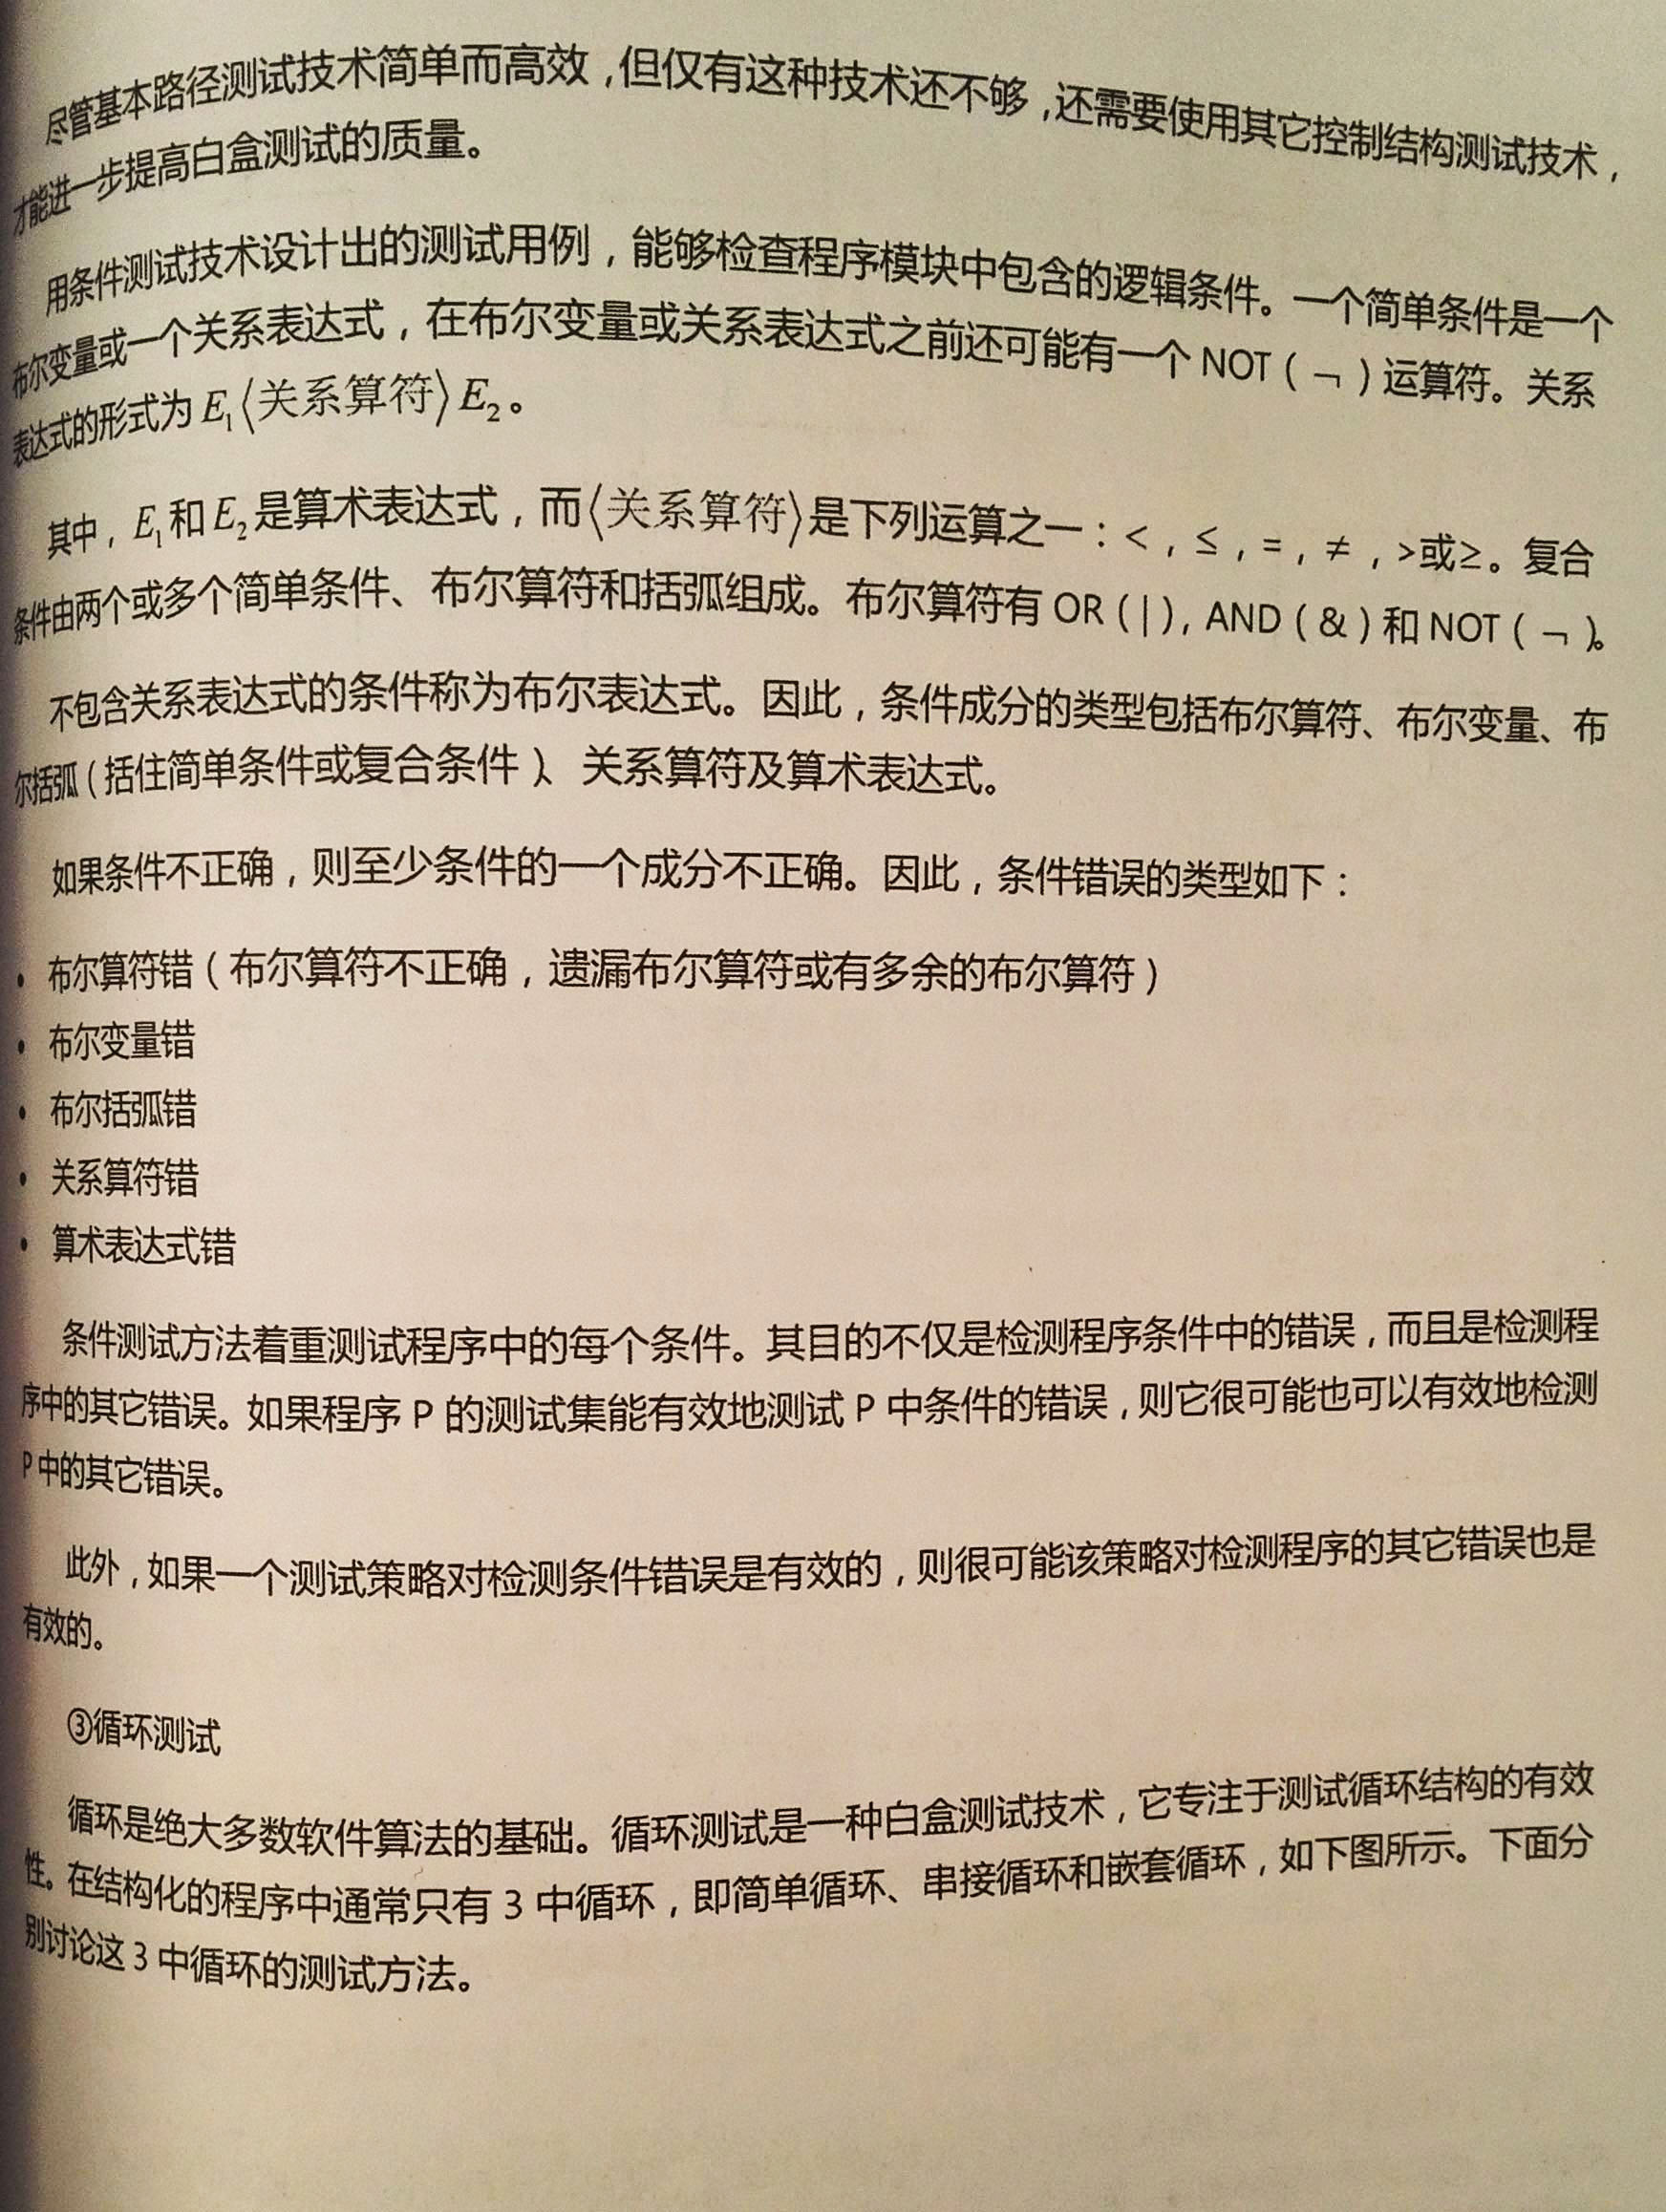 尽管基本路径测试技术简单而高效，但仅有这种技术还不够，还需要使用其它控制结构测试技术，
才能进一步提高白盒测试的质量。
用条件测试技术设计出的测试用例，能够检查程序模块中包含的逻辑条件。一个简单条件是一个
布尔变量或一个关系表达式，在布尔变量或关系表达式之前还可能有一个 NOT（¬）运算符。关系
表达式的形式为 E₁〈关系算符〉E₂。
其中，E₁和 E₂是算术表达式，而〈关系算符〉是下列运算之一：<，≤，=，≠，>或≥。复合
条件由两个或多个简单条件、布尔算符和括弧组成。布尔算符有 OR（|），AND（&）和 NOT（¬）。
不包含关系表达式的条件称为布尔表达式。因此，条件成分的类型包括布尔算符、布尔变量、布
尔括弧（括住简单条件或复合条件）、关系算符及算术表达式。
如果条件不正确，则至少条件的一个成分不正确。因此，条件错误的类型如下：
• 布尔算符错（布尔算符不正确，遗漏布尔算符或有多余的布尔算符）
• 布尔变量错
• 布尔括弧错
• 关系算符错
• 算术表达式错
条件测试方法着重测试程序中的每个条件。其目的不仅是检测程序条件中的错误，而且是检测程
序中的其它错误。如果程序 P 的测试集能有效地测试 P 中条件的错误，则它很可能也可以有效地检测
P 中的其它错误。
此外，如果一个测试策略对检测条件错误是有效的，则很可能该策略对检测程序的其它错误也是
有效的。
③循环测试
循环是绝大多数软件算法的基础。循环测试是一种白盒测试技术，它专注于测试循环结构的有效
性。在结构化的程序中通常只有 3 中循环，即简单循环、串接循环和嵌套循环，如下图所示。下面分
别讨论这 3 中循环的测试方法。